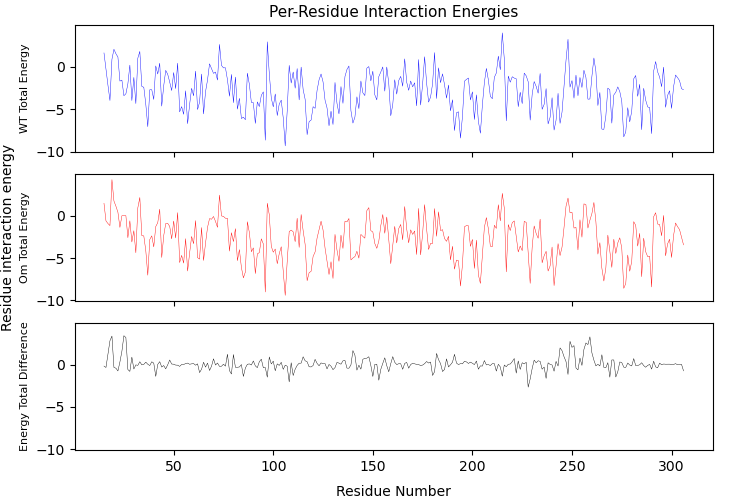 Per-Residue Interaction Energies
Residue interaction energy
WT Total Energy
0
−5
−10
Om Total Energy
0
−5
−10
Energy Total Difference
0
−5
−10
50 100 150 200 250 300
Residue Number